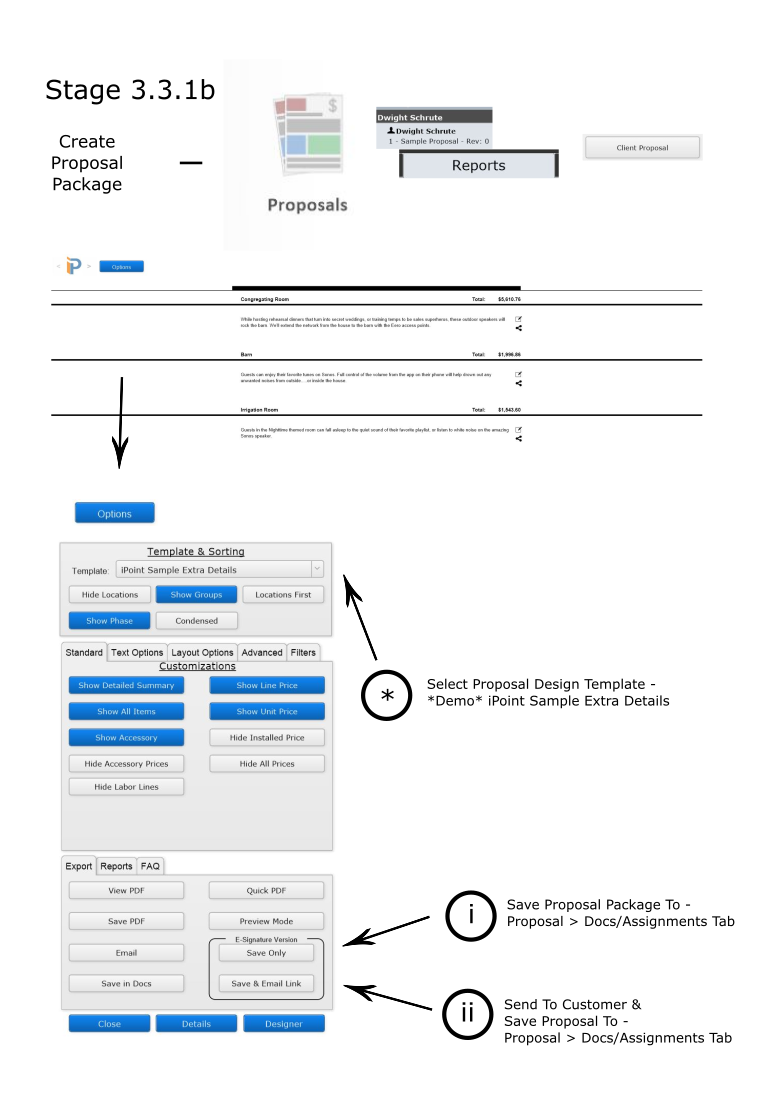 Stage 3.3.1b
Create
Proposal
Package
$
Proposals
Dwight Schrute
Dwight Schrute
1 - Sample Proposal - Rev: 0
Reports
Client Proposal
< iP >
Options
Congregating Room Total: $5,610.76
While hosting rehearsal dinners that turn into secret weddings, or training temps to be sales superheros, these outdoor speakers will
rock the barn. We'll extend the network from the house to the barn with the Eero access points.
Barn Total: $1,996.86
Guests can enjoy their favorite tunes on Sonos. Full control of the volume from the app on their phone will help drown out any
unwanted noises from outside. . .or inside the house.
Irrigation Room Total: $1,543.60
Guests in the Nighttime themed room can fall asleep to the quiet sound of their favorite playlist, or listen to white noise on the amazing
Sonos speaker.
Options
Template & Sorting
Template: iPoint Sample Extra Details
Hide Locations Show Groups Locations First
Show Phase Condensed
Standard Text Options Layout Options Advanced Filters
Customizations
Show Detailed Summary Show Line Price
Show All Items Show Unit Price
Show Accessory Hide Installed Price
Hide Accessory Prices Hide All Prices
Hide Labor Lines
*
Select Proposal Design Template -
*Demo* iPoint Sample Extra Details
Export Reports FAQ
View PDF Quick PDF
Save PDF Preview Mode
E-Signature Version
Email Save Only
Save in Docs Save & Email Link
Close Details Designer
i
Save Proposal Package To -
Proposal > Docs/Assignments Tab
ii
Send To Customer &
Save Proposal To -
Proposal > Docs/Assignments Tab